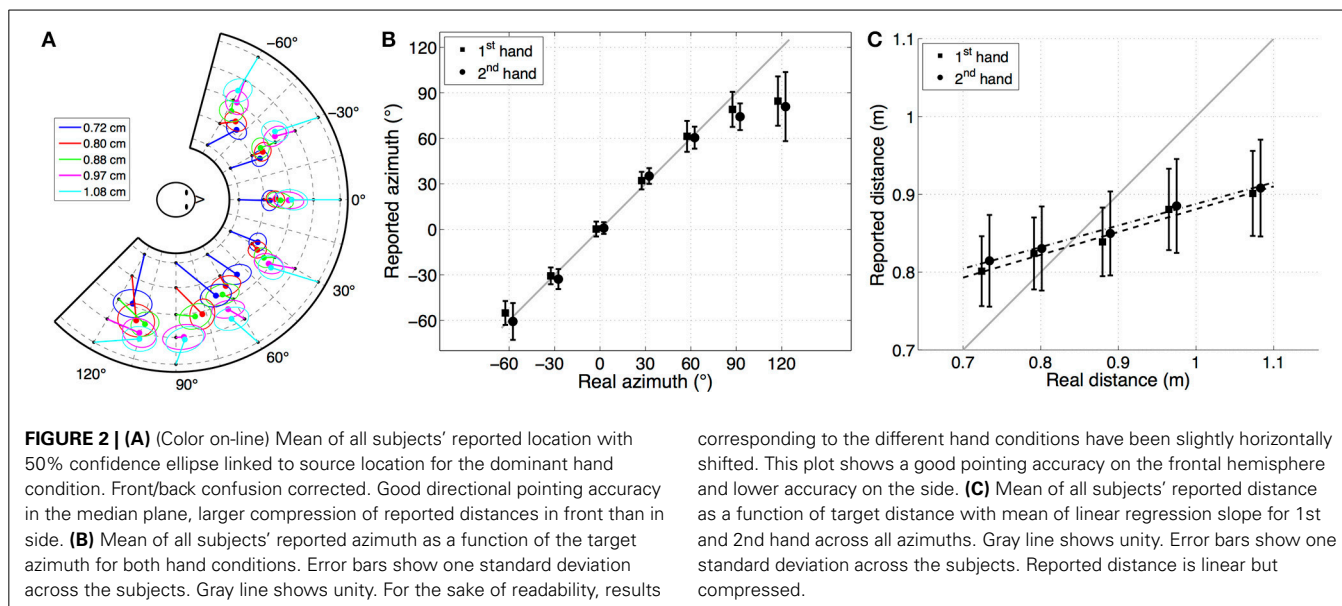 A
−60°
−30°
0°
30°
60°
90°
120°
0.72 cm
0.80 cm
0.88 cm
0.97 cm
1.08 cm
B
1st hand
2nd hand
Reported azimuth (°)
120
90
60
30
0
−30
−60
−60 −30 0 30 60 90 120
Real azimuth (°)
C
1st hand
2nd hand
Reported distance (m)
1.1
1
0.9
0.8
0.7
0.7 0.8 0.9 1 1.1
Real distance (m)
FIGURE 2 | (A) (Color on-line) Mean of all subjects' reported location with
50% confidence ellipse linked to source location for the dominant hand
condition. Front/back confusion corrected. Good directional pointing accuracy
in the median plane, larger compression of reported distances in front than in
side. (B) Mean of all subjects' reported azimuth as a function of the target
azimuth for both hand conditions. Error bars show one standard deviation
across the subjects. Gray line shows unity. For the sake of readability, results
corresponding to the different hand conditions have been slightly horizontally
shifted. This plot shows a good pointing accuracy on the frontal hemisphere
and lower accuracy on the side. (C) Mean of all subjects' reported distance
as a function of target distance with mean of linear regression slope for 1st
and 2nd hand across all azimuths. Gray line shows unity. Error bars show one
standard deviation across the subjects. Reported distance is linear but
compressed.